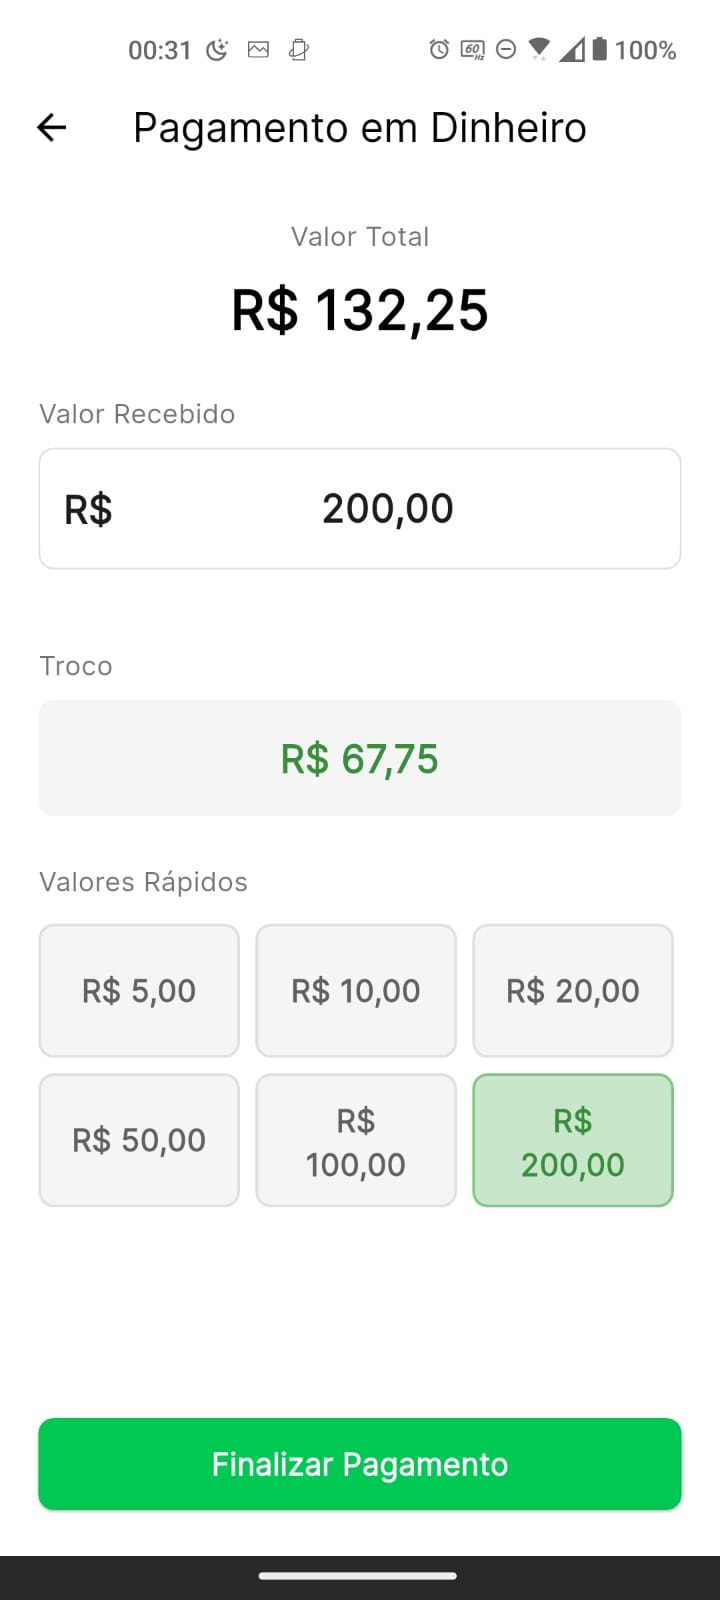 00:31 60Hz 100%
Pagamento em Dinheiro
Valor Total
R$ 132,25
Valor Recebido
R$ 200,00
Troco
R$ 67,75
Valores Rápidos
R$ 5,00 R$ 10,00 R$ 20,00
R$ 50,00
R$
100,00
R$
200,00
Finalizar Pagamento